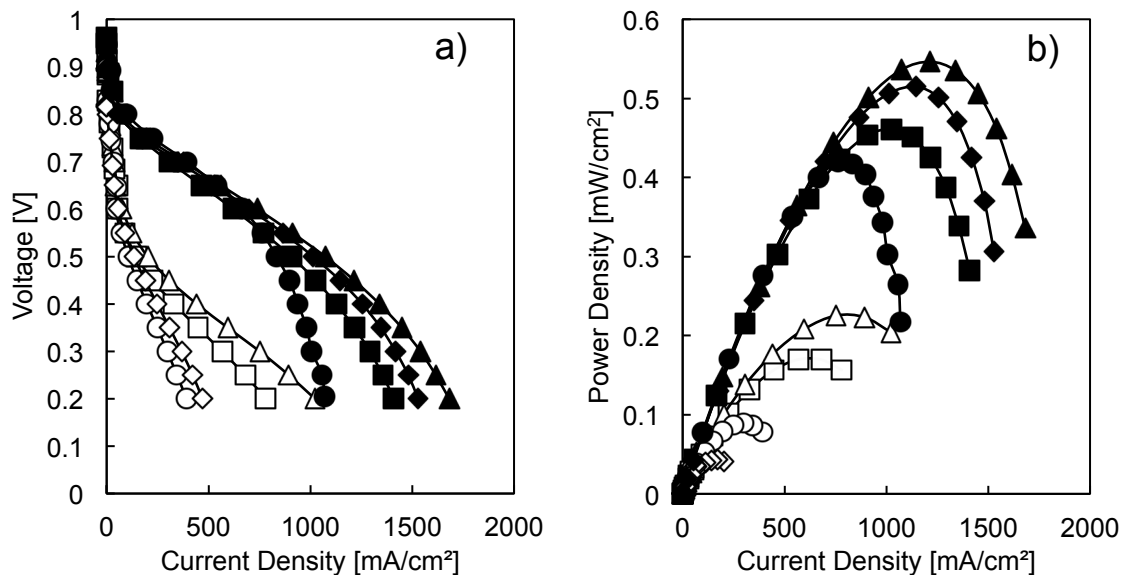 a)
Voltage [V]
1
0.9
0.8
0.7
0.6
0.5
0.4
0.3
0.2
0.1
0
0 500 1000 1500 2000
Current Density [mA/cm²]
b)
Power Density [mW/cm²]
0.6
0.5
0.4
0.3
0.2
0.1
0
0 500 1000 1500 2000
Current Density [mA/cm²]